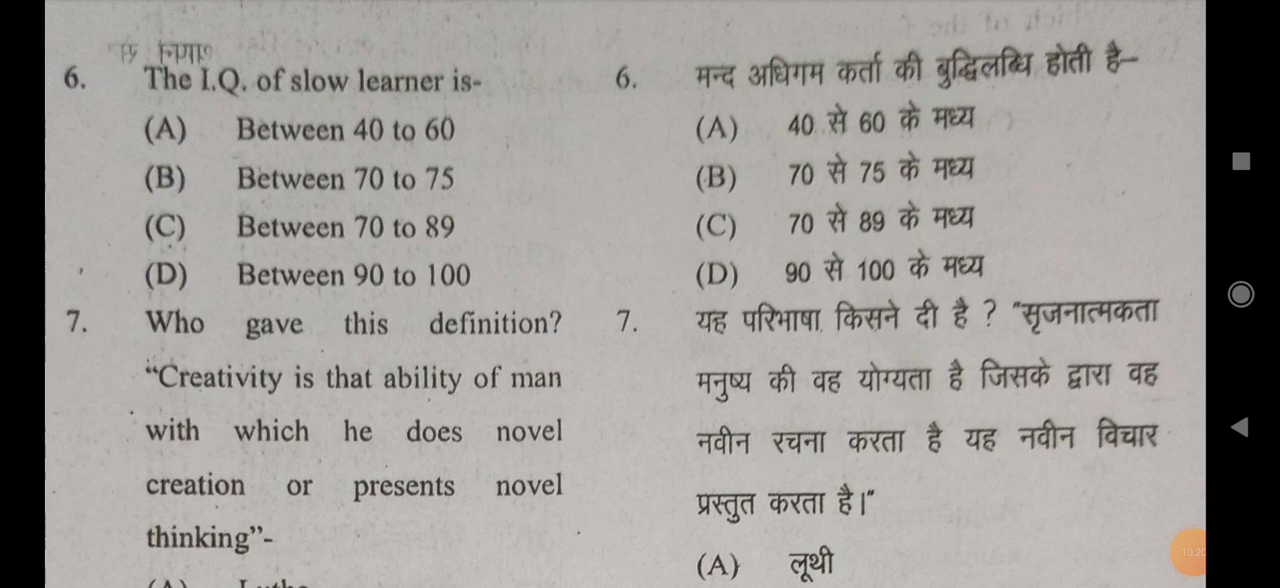 6. The I.Q. of slow learner is-
(A) Between 40 to 60
(B) Between 70 to 75
(C) Between 70 to 89
(D) Between 90 to 100
7. Who gave this definition?
“Creativity is that ability of man
with which he does novel
creation or presents novel
thinking”-
6. मन्द अधिगम कर्ता की बुद्धिलब्धि होती है–
(A) 40 से 60 के मध्य
(B) 70 से 75 के मध्य
(C) 70 से 89 के मध्य
(D) 90 से 100 के मध्य
7. यह परिभाषा किसने दी है ? “सृजनात्मकता
मनुष्य की वह योग्यता है जिसके द्वारा वह
नवीन रचना करता है यह नवीन विचार
प्रस्तुत करता है।”
(A) लूथी
10:20